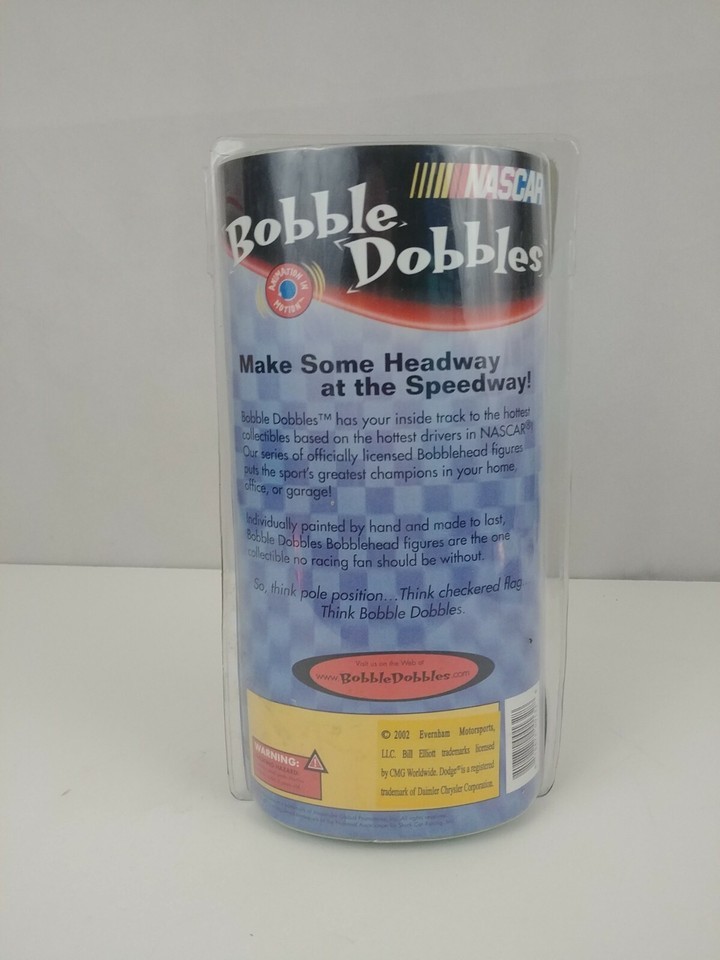 NASCAR
Bobble
Dobbles
ANIMATION IN
MOTION™
Make Some Headway
at the Speedway!
Bobble Dobbles™ has your inside track to the hottest
collectibles based on the hottest drivers in NASCAR®!
Our series of officially licensed Bobblehead figures
puts the sport's greatest champions in your home,
office, or garage!
Individually painted by hand and made to last,
Bobble Dobbles Bobblehead figures are the one
collectible no racing fan should be without.
So, think pole position...Think checkered flag.
Think Bobble Dobbles.
Visit us on the Web at
www.BobbleDobbles.com
© 2002 Evernham Motorsports,
LLC. Bill Elliott trademarks licensed
by CMG Worldwide. Dodge® is a registered
trademark of Daimler Chrysler Corporation.
WARNING: